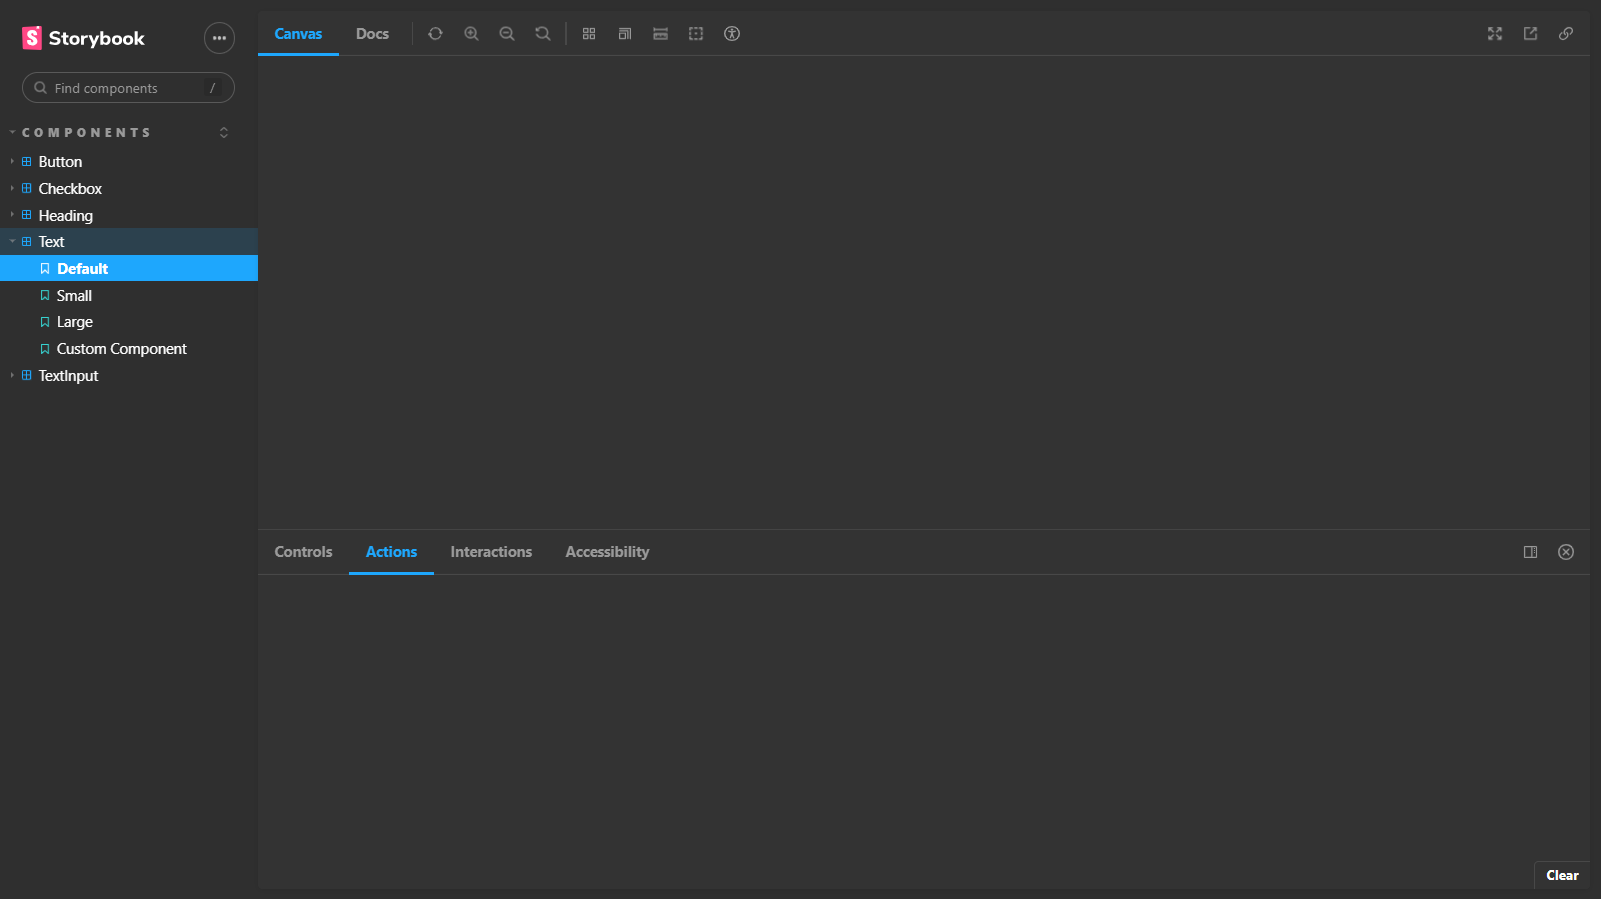 Storybook
Find components /
COMPONENTS
Button
Checkbox
Heading
Text
Default
Small
Large
Custom Component
TextInput
Canvas Docs
Controls Actions Interactions Accessibility
Clear